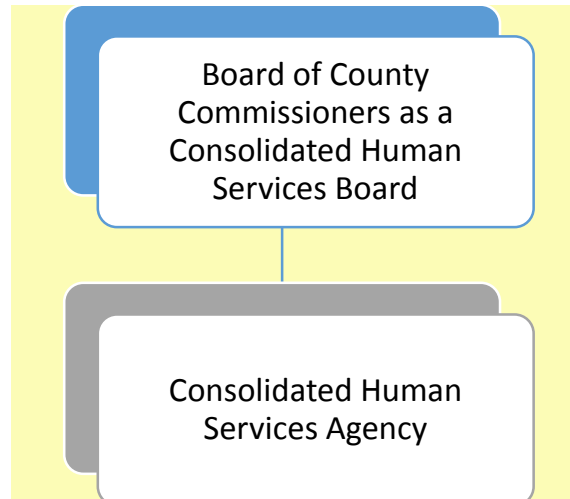 Board of County
Commissioners as a
Consolidated Human
Services Board
Consolidated Human
Services Agency